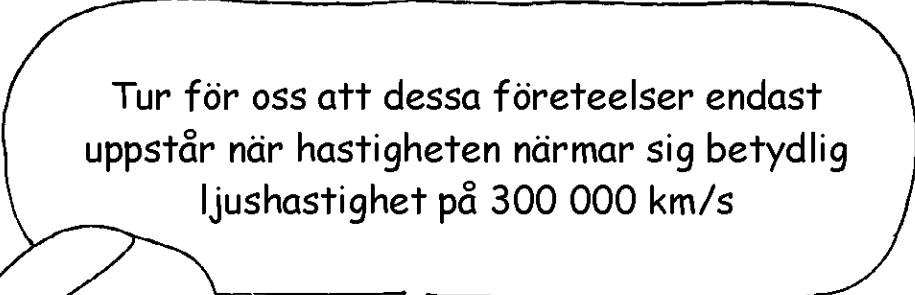 Tur för oss att dessa företeelser endast
uppstår när hastigheten närmar sig betydlig
ljushastighet på 300 000 km/s